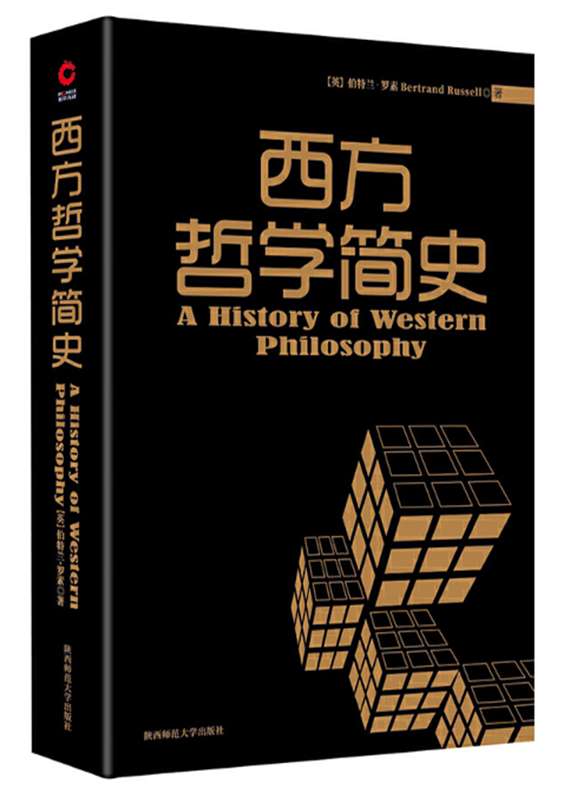 [英] 伯特兰·罗素 Bertrand Russell◎著
西方
哲学简史
A History of Western
Philosophy
陕西师范大学出版社
西方哲学简史
A History of Western
Philosophy [英] 伯特兰·罗素◎著
陕西师范大学出版社